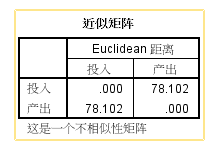 近似矩阵
Euclidean 距离
投入 产出
投入 .000 78.102
产出 78.102 .000
这是一个不相似性矩阵